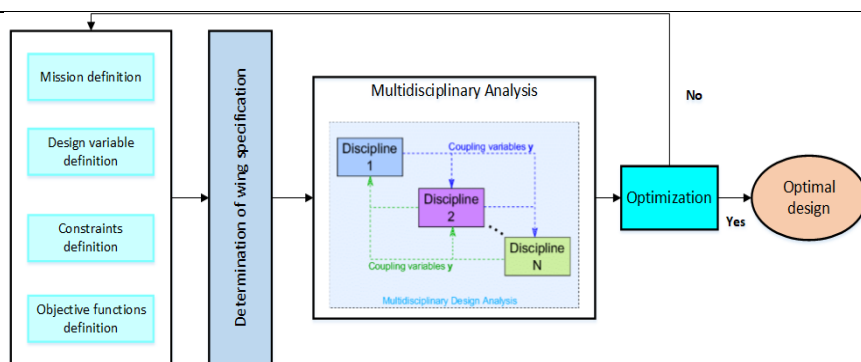 Mission definition
Design variable
definition
Constraints
definition
Objective functions
definition
Determination of wing specification
Multidisciplinary Analysis
Discipline
1
Coupling variables y
Discipline
2
Discipline
N
Coupling variables y
Multidisciplinary Design Analysis
Optimization
No
Yes
Optimal
design